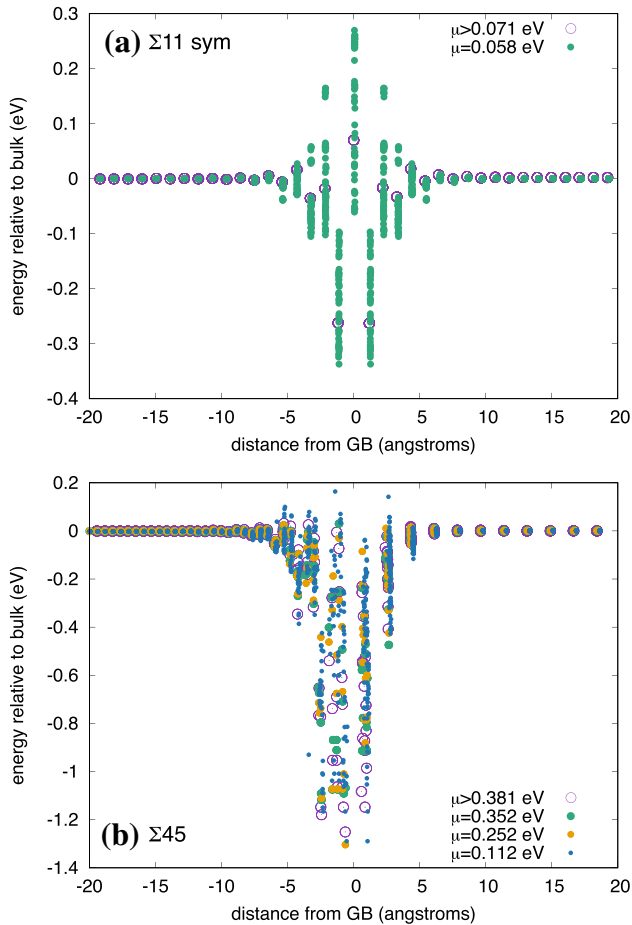 (a) Σ11 sym
μ>0.071 eV
μ=0.058 eV
energy relative to bulk (eV)
0.3
0.2
0.1
0
-0.1
-0.2
-0.3
0.4
-20 -15 -10 -5 0 5 10 15 20
distance from GB (angstroms)
energy relative to bulk (eV)
0.2
0
-0.2
-0.4
-0.6
-0.8
-1
-1.2
-1.4
(b) Σ45
μ>0.381 eV
μ=0.352 eV
μ=0.252 eV
μ=0.112 eV
-20 -15 -10 -5 0 5 10 15 20
distance from GB (angstroms)